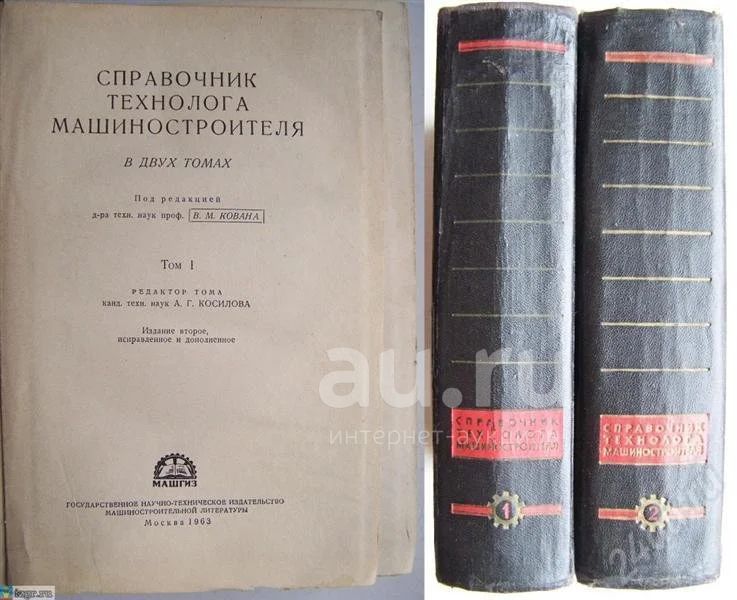 СПРАВОЧНИК
ТЕХНОЛОГА
МАШИНОСТРОИТЕЛЯ
В ДВУХ ТОМАХ
Под редакцией
д-ра техн. наук проф. В. М. КОВАНА
Том I
РЕДАКТОР ТОМА
канд. техн. наук А. Г. КОСИЛОВА
Издание второе,
исправленное и дополненное
МАШГИЗ
ГОСУДАРСТВЕННОЕ НАУЧНО-ТЕХНИЧЕСКОЕ ИЗДАТЕЛЬСТВО
МАШИНОСТРОИТЕЛЬНОЙ ЛИТЕРАТУРЫ
Москва 1963
СПРАВОЧНИК
ТЕХНОЛОГА
МАШИНОСТРОИТЕЛЯ
1
СПРАВОЧНИК
ТЕХНОЛОГА
МАШИНОСТРОИТЕЛЯ
2
au.ru
интернет-аукцион